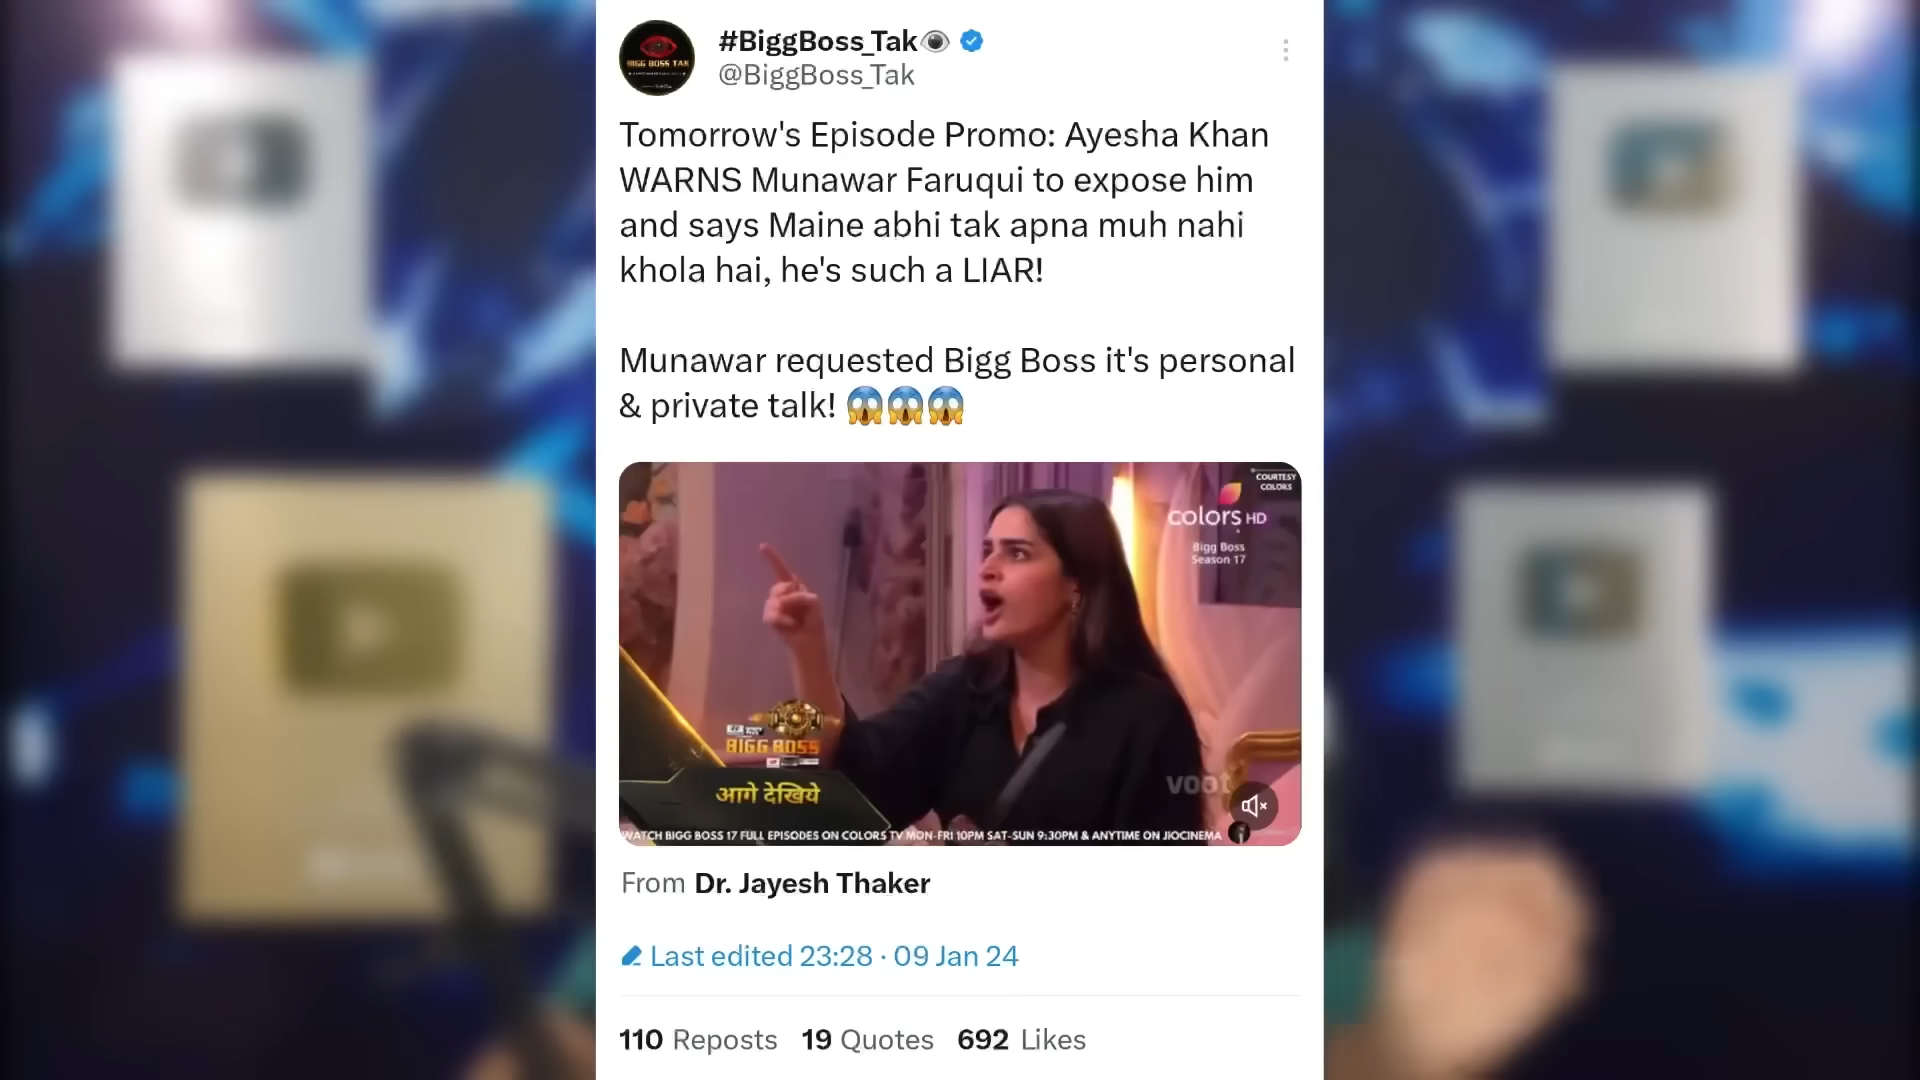 #BiggBoss_Tak👁
@BiggBoss_Tak
Tomorrow's Episode Promo: Ayesha Khan
WARNS Munawar Faruqui to expose him
and says Maine abhi tak apna muh nahi
khola hai, he's such a LIAR!
Munawar requested Bigg Boss it's personal
& private talk! 😱😱😱
COURTESY
COLORS
colors HD
Bigg Boss
Season 17
BIGG BOSS
आगे देखिये
voot
WATCH BIGG BOSS 17 FULL EPISODES ON COLORS TV MON-FRI 10PM SAT-SUN 9:30PM & ANYTIME ON JIOCINEMA
From Dr. Jayesh Thaker
Last edited 23:28 · 09 Jan 24
110 Reposts 19 Quotes 692 Likes
BIGG BOSS TAK